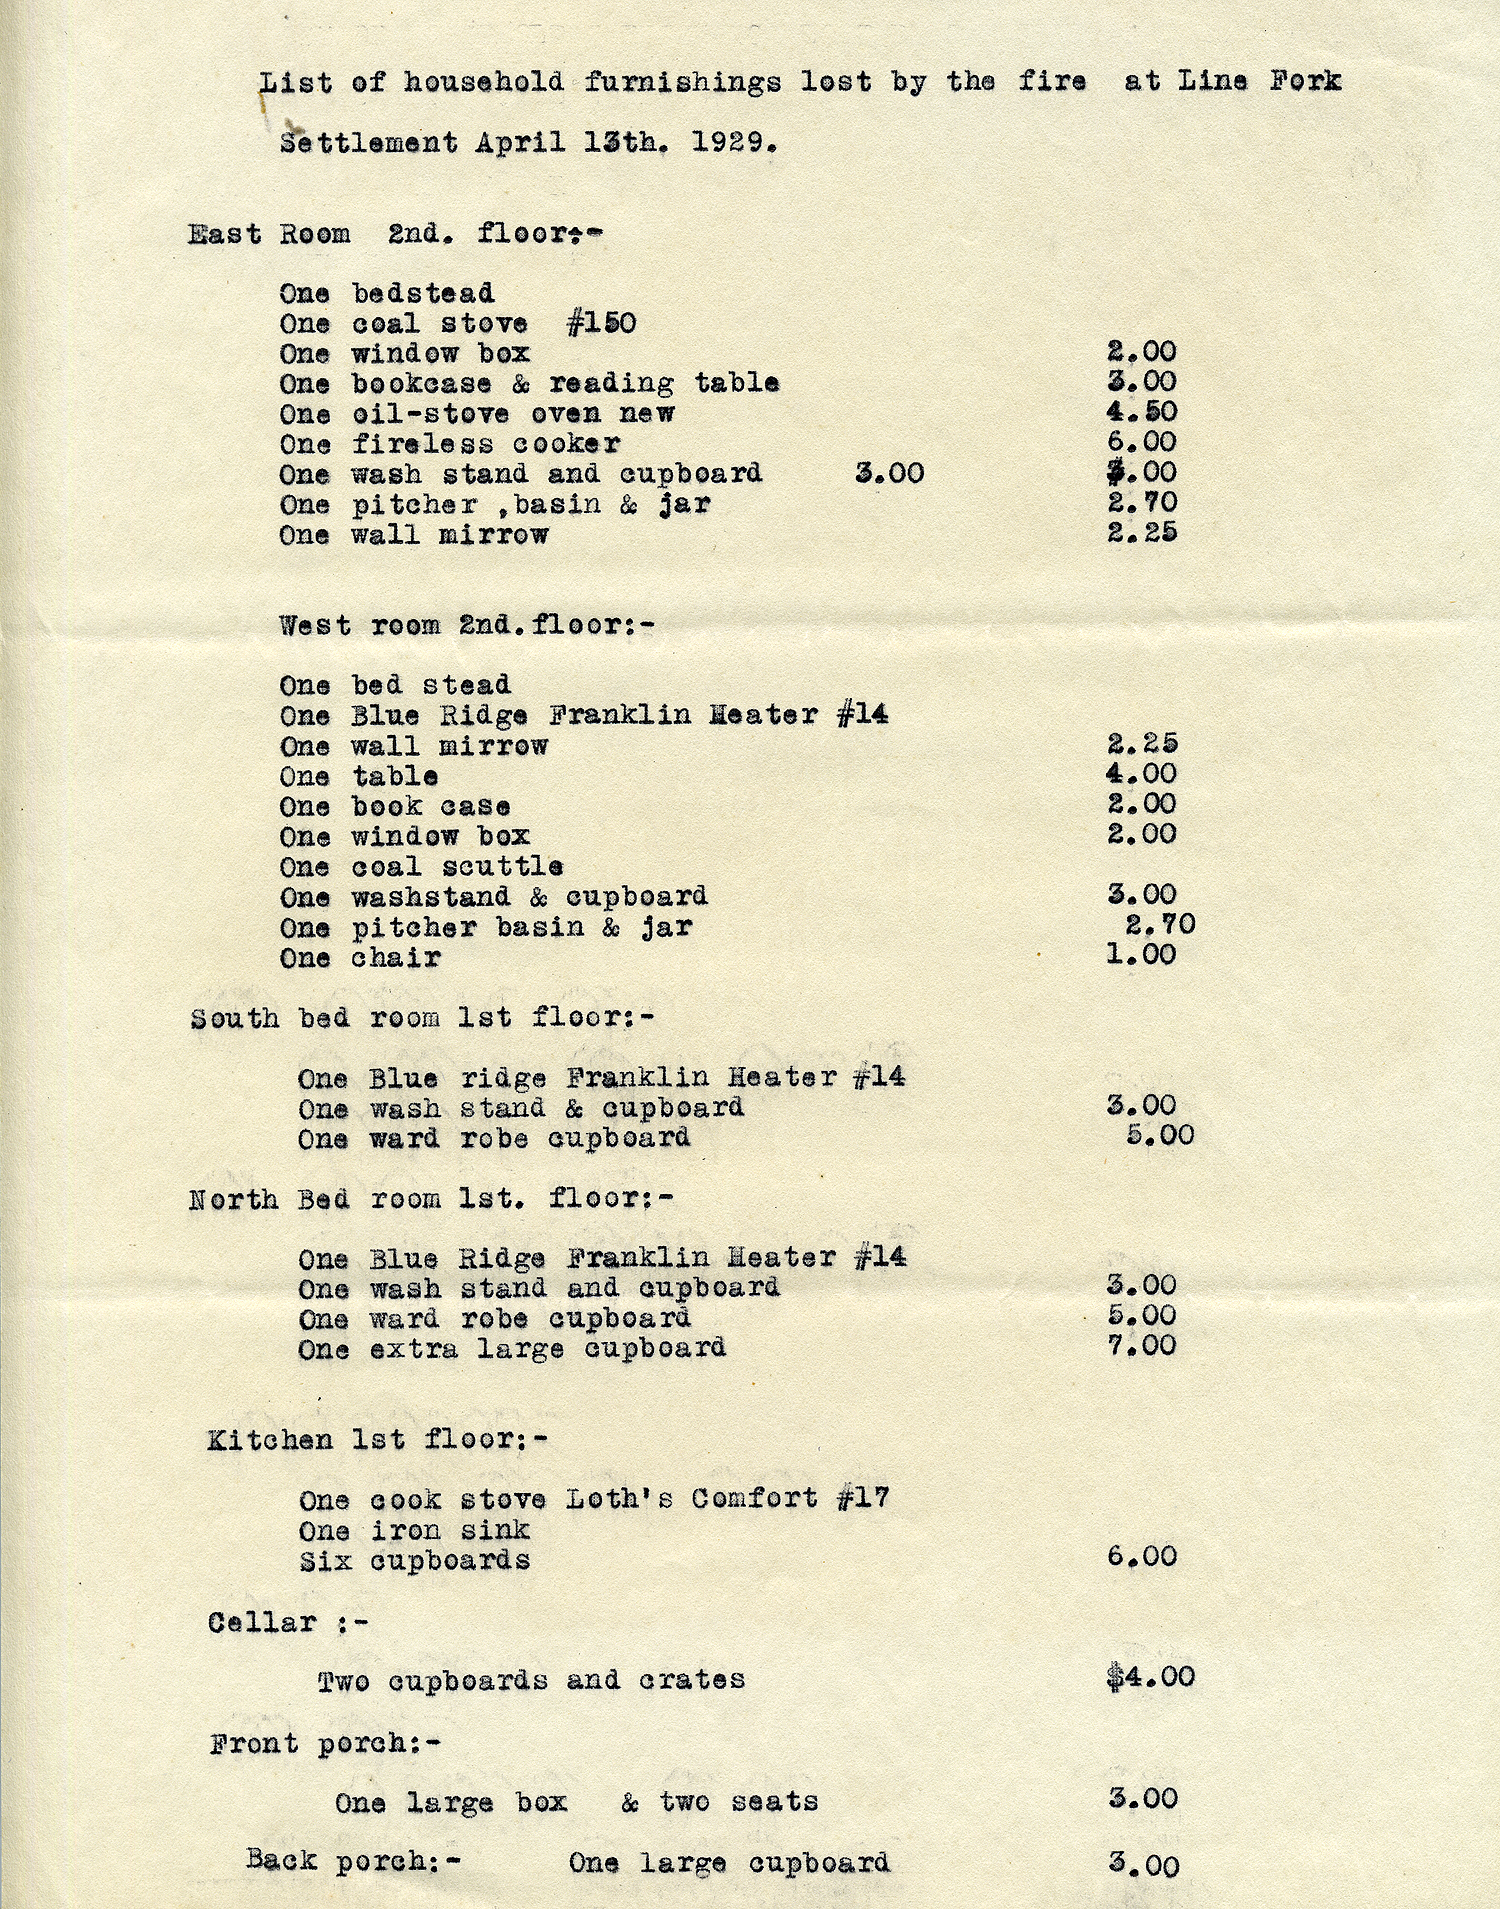 List of household furnishings lost by the fire at Line Fork
Settlement April 13th. 1929.
East Room 2nd. floor:-
One bedstead
One coal stove #150
One window box 2.00
One bookcase & reading table 3.00
One oil-stove oven new 4.50
One fireless cooker 6.00
One wash stand and cupboard 3.00 3.00
One pitcher ,basin & jar 2.70
One wall mirrow 2.25
West room 2nd.floor:-
One bed stead
One Blue Ridge Franklin Heater #14
One wall mirrow 2.25
One table 4.00
One book case 2.00
One window box 2.00
One coal scuttle
One washstand & cupboard 3.00
One pitcher basin & jar 2.70
One chair 1.00
South bed room 1st floor:-
One Blue ridge Franklin Heater #14
One wash stand & cupboard 3.00
One ward robe cupboard 5.00
North Bed room 1st. floor:-
One Blue Ridge Franklin Heater #14
One wash stand and cupboard 3.00
One ward robe cupboard 5.00
One extra large cupboard 7.00
Kitchen 1st floor:-
One cook stove Loth's Comfort #17
One iron sink
Six cupboards 6.00
Cellar :-
Two cupboards and crates $4.00
Front porch:-
One large box & two seats 3.00
Back porch:- One large cupboard 3.00